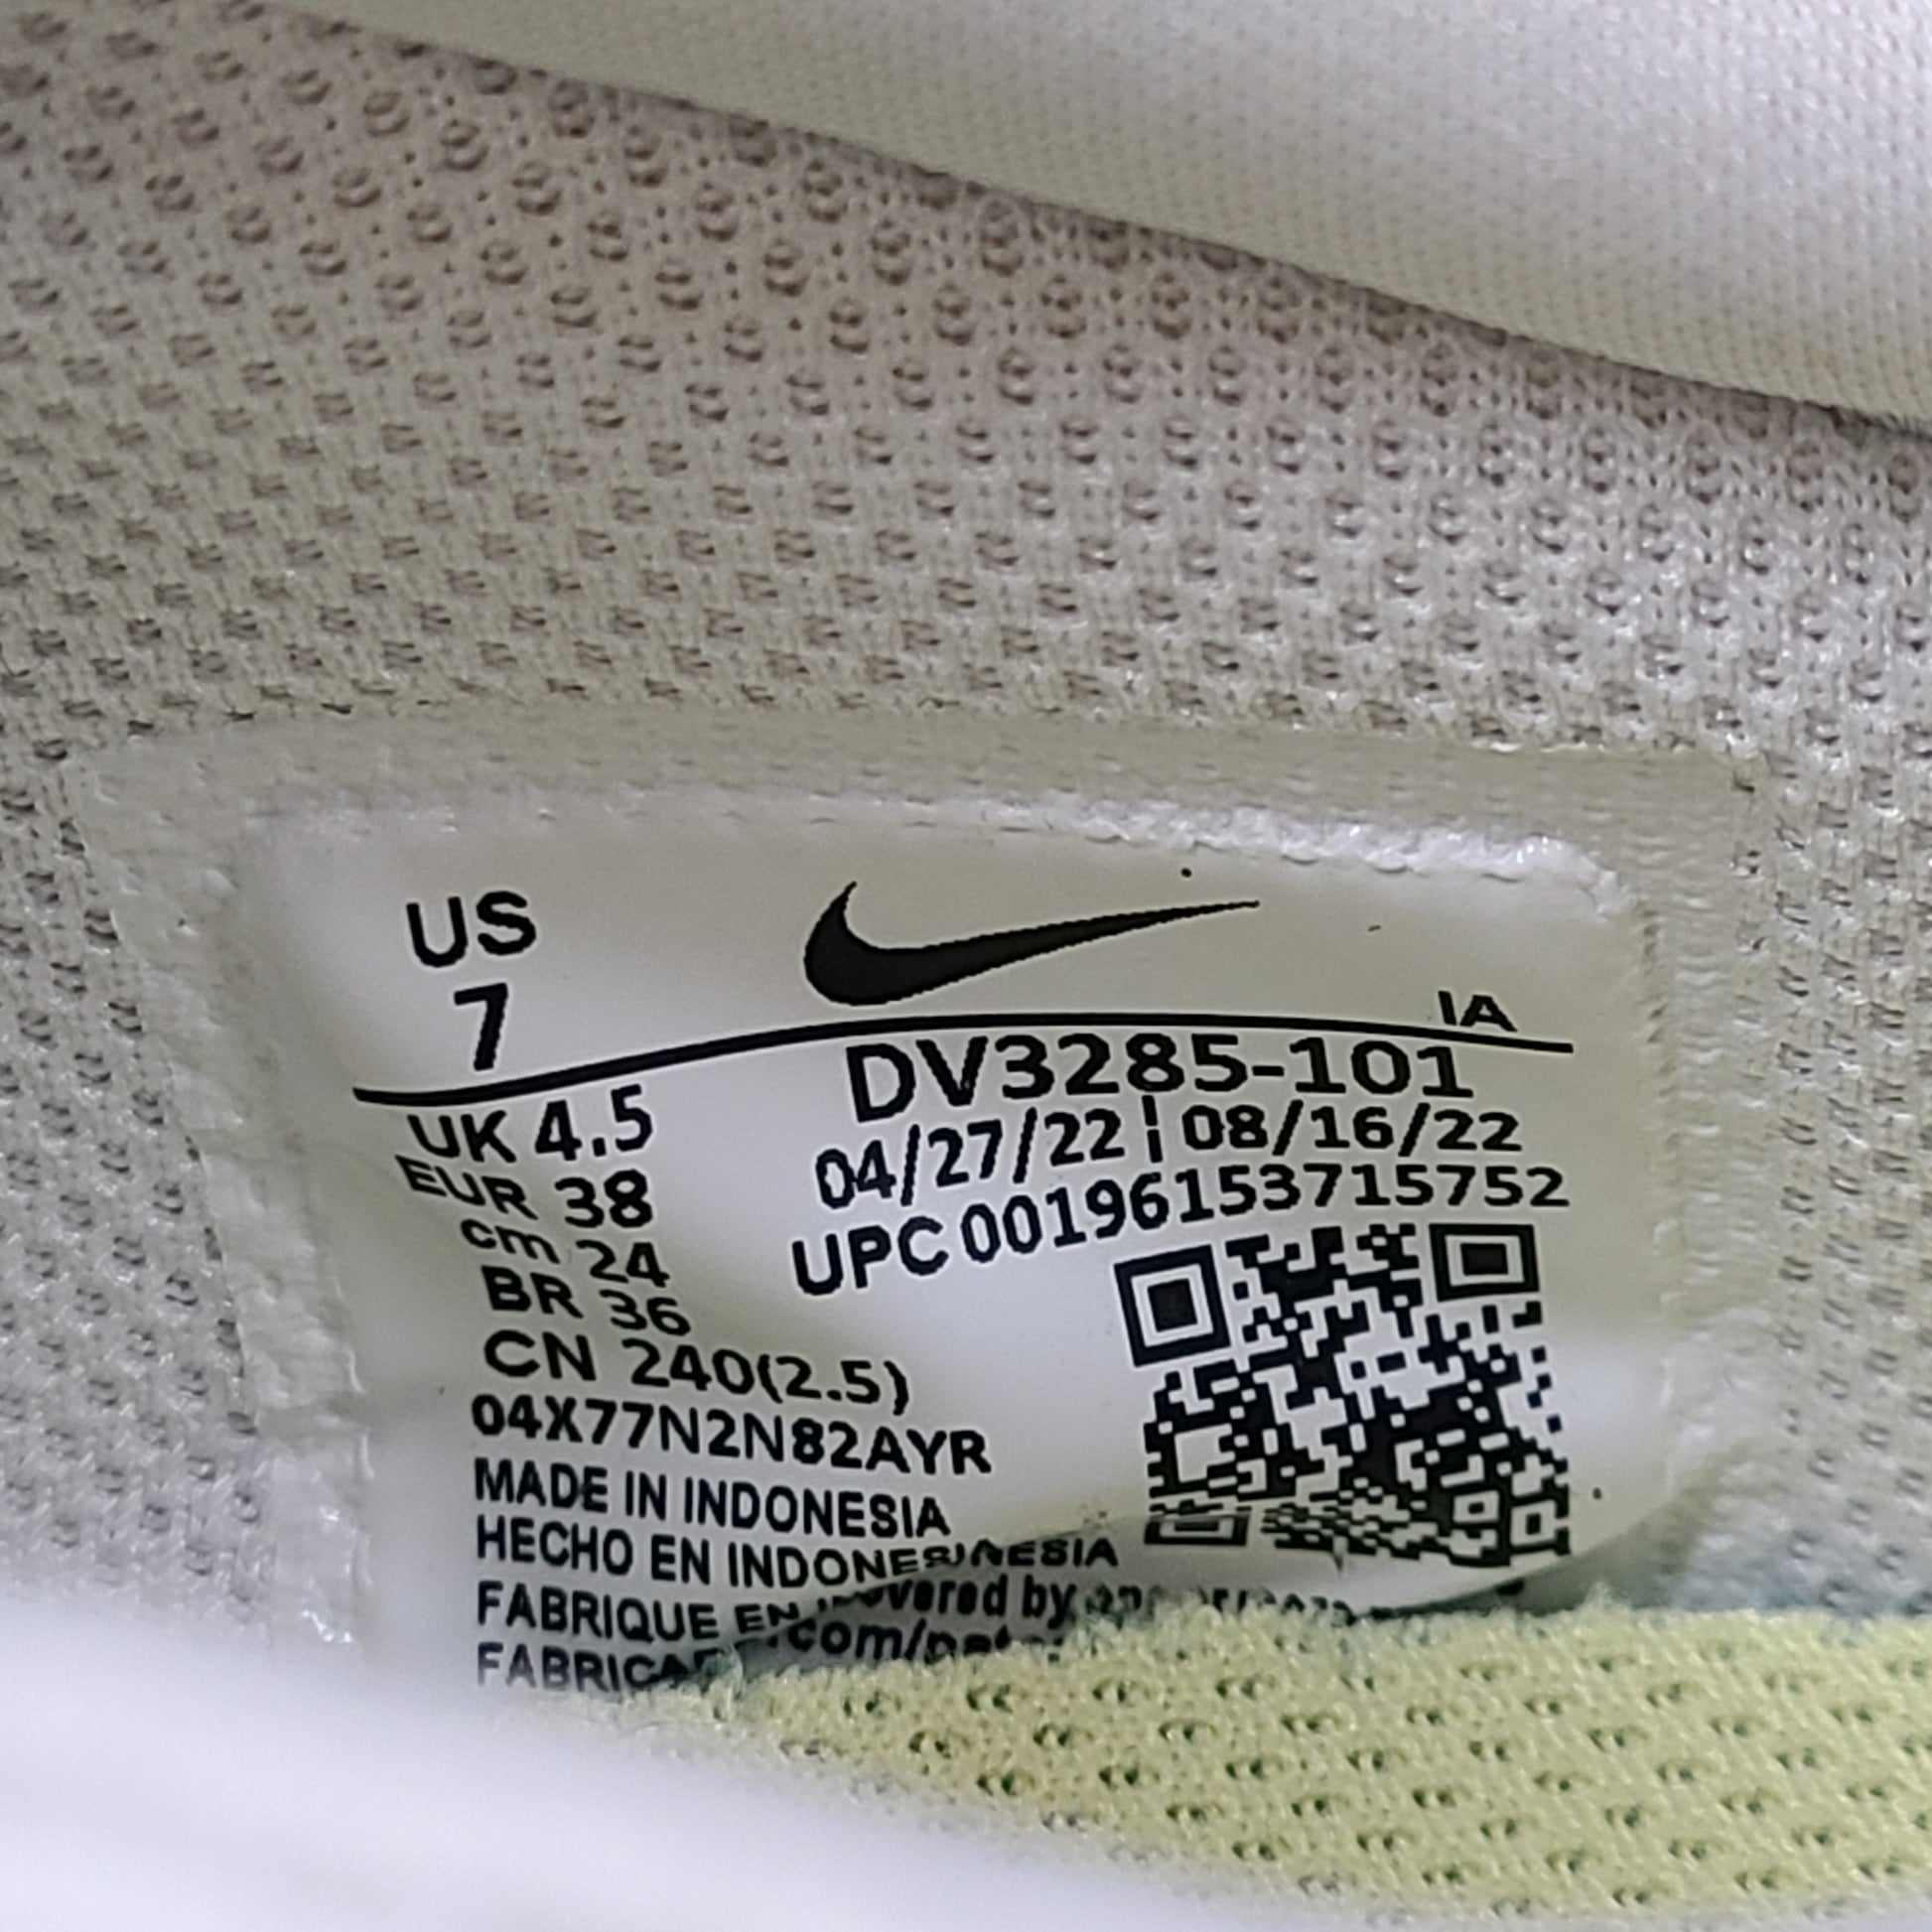 US
7
IA
DV3285-101
UK 4.5
04/27/22 | 08/16/22
EUR 38
UPC 00196153715752
cm 24
BR 36
CN 240(2.5)
04X77N2N82AYR
MADE IN INDONESIA
HECHO EN INDONESIA
FABRIQUE EN
by